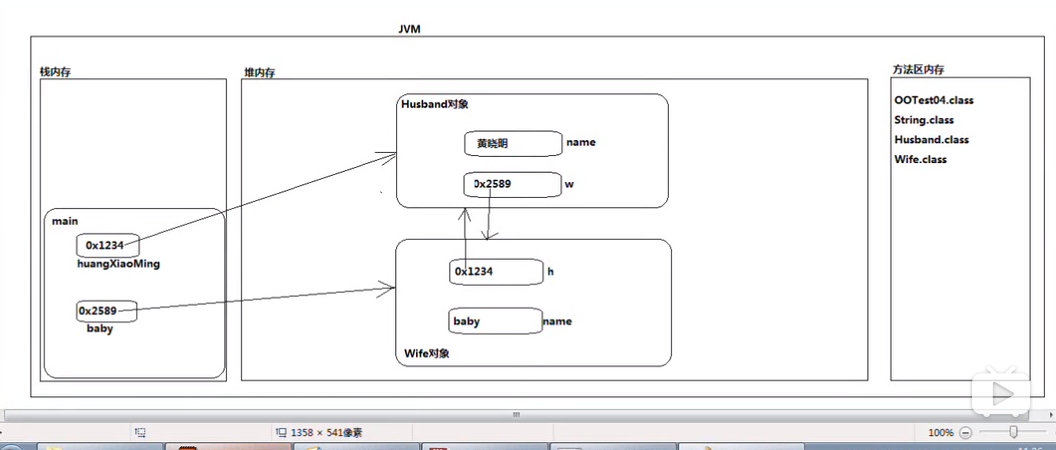 JVM
栈内存
堆内存
方法区内存
Husband对象
黄晓明 name
0x2589 w
main
0x1234
huangXiaoMing
0x2589
baby
0x1234 h
baby name
Wife对象
OOTest04.class
String.class
Husband.class
Wife.class
1358 × 541像素
100%